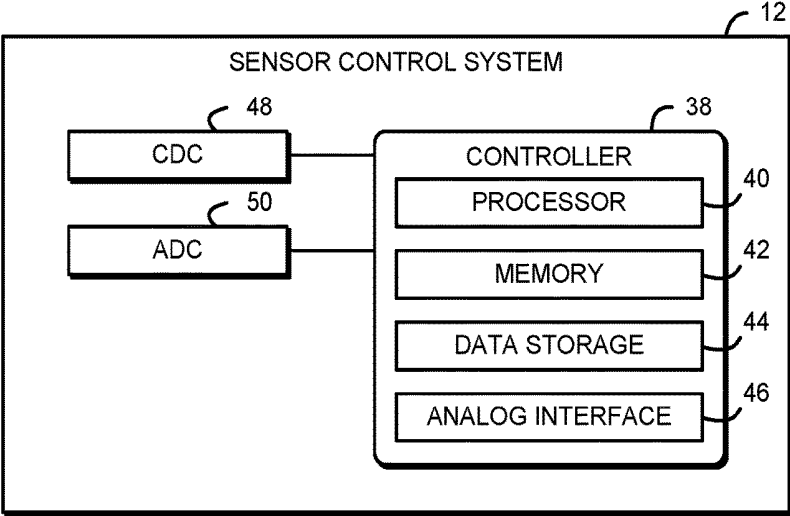 12
SENSOR CONTROL SYSTEM
48
CDC
50
ADC
38
CONTROLLER
PROCESSOR
40
MEMORY
42
DATA STORAGE
44
ANALOG INTERFACE
46